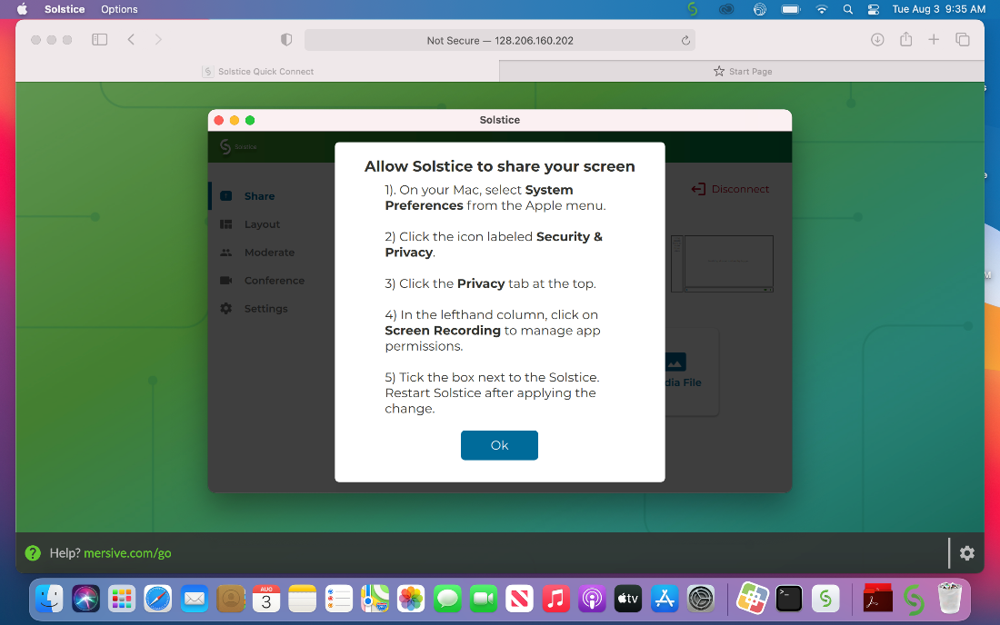 Solstice Options Tue Aug 3 9:35 AM
Not Secure — 128.206.160.202
Solstice Quick Connect
Start Page
Solstice
Solstice
Allow Solstice to share your screen
1). On your Mac, select System
Preferences from the Apple menu.
2) Click the icon labeled Security &
Privacy.
3) Click the Privacy tab at the top.
4) In the lefthand column, click on
Screen Recording to manage app
permissions.
5) Tick the box next to the Solstice.
Restart Solstice after applying the
change.
Ok
Share
Layout
Moderate
Conference
Settings
Disconnect
dia File
Help? mersive.com/go
AUG
3
tv